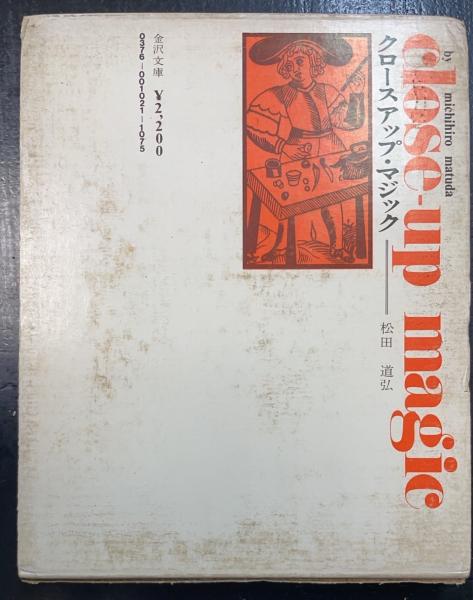 close-up magic
by michihiro matuda
クロースアップ・マジック
松田 道弘
金沢文庫 ¥2,200
0376-001021-1075